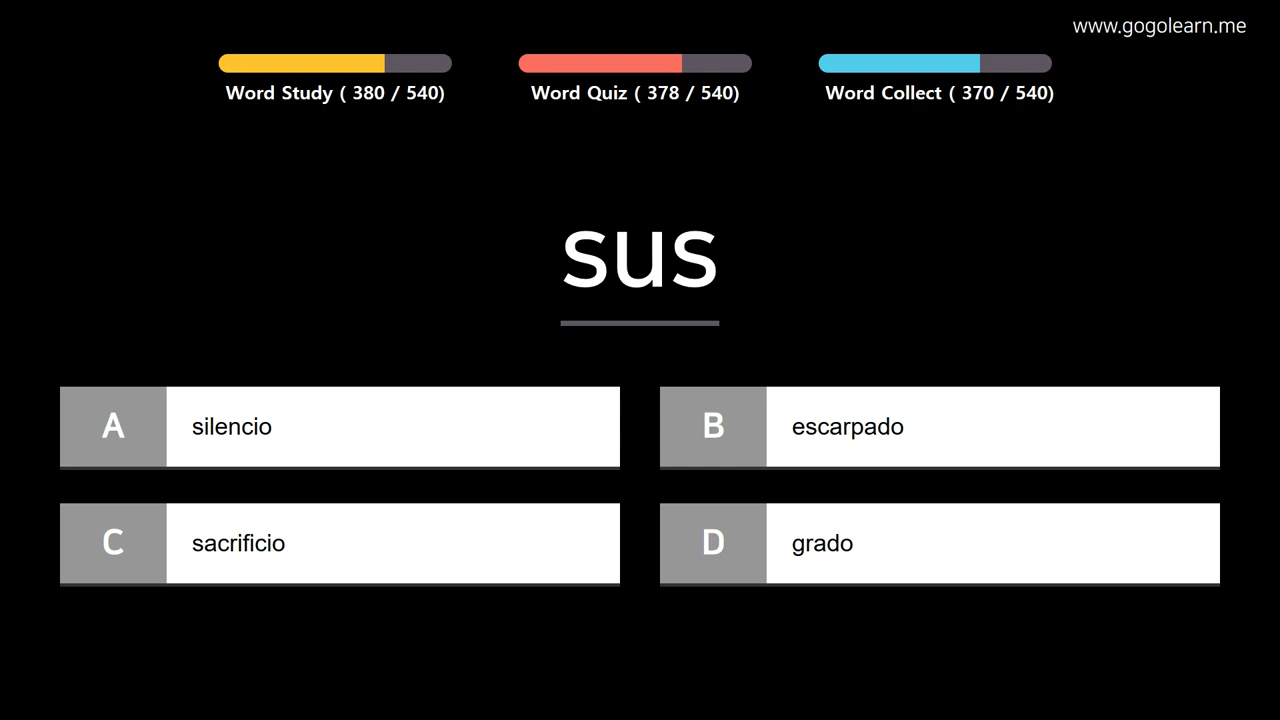 www.gogolearn.me
Word Study ( 380 / 540)
Word Quiz ( 378 / 540)
Word Collect ( 370 / 540)
sus
A silencio
B escarpado
C sacrificio
D grado